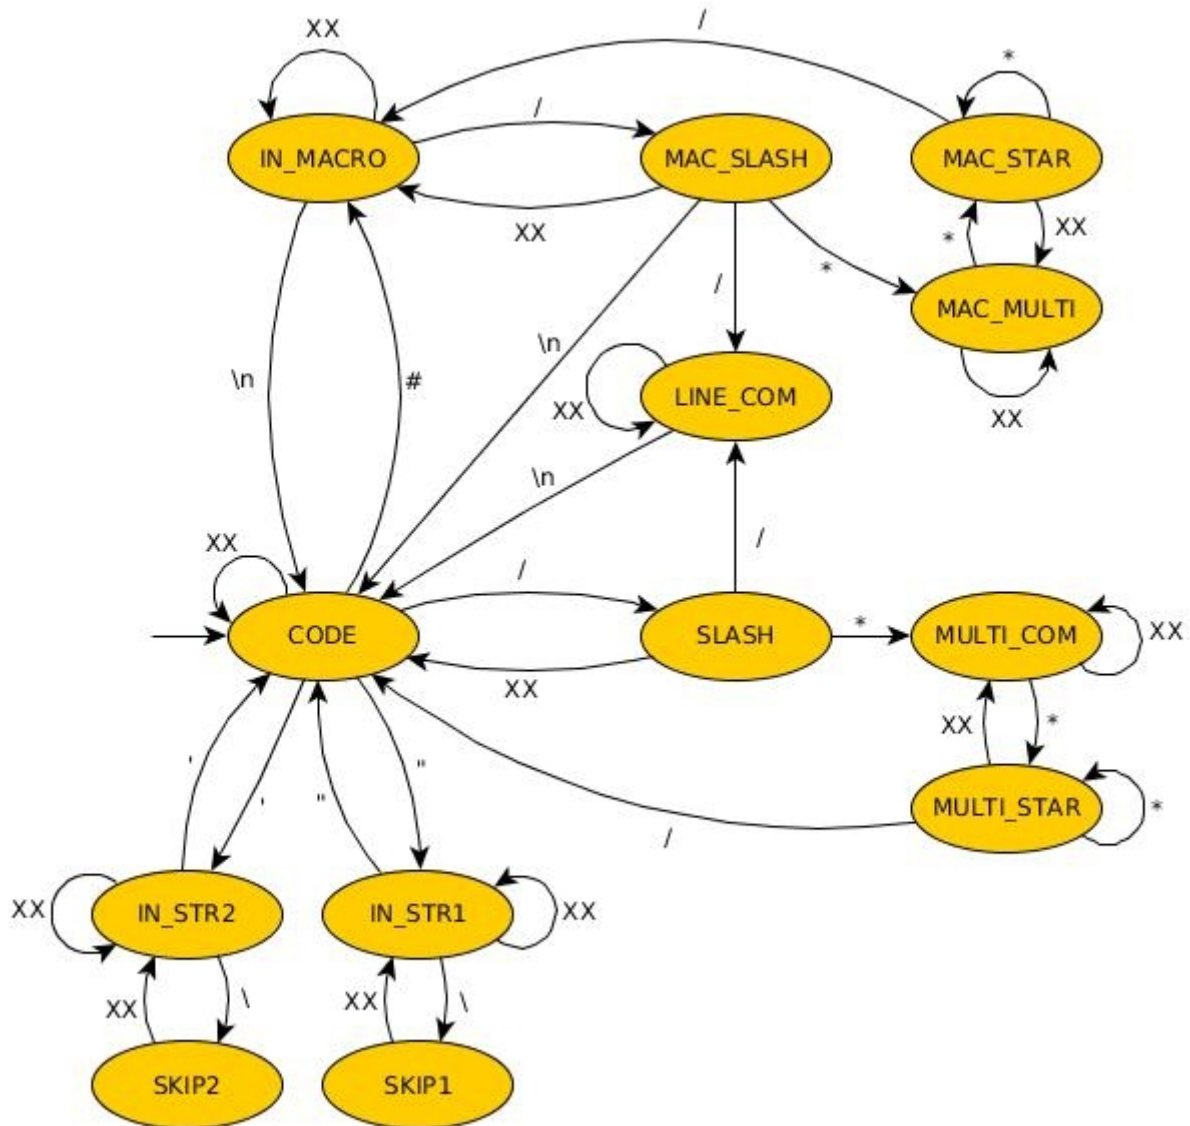 XX
/
*
/
IN_MACRO
MAC_SLASH
MAC_STAR
XX
XX
*
*
MAC_MULTI
/
\n
\n
#
XX
LINE_COM
XX
\n
XX
/
/
CODE
SLASH
*
MULTI_COM
XX
XX
XX
*
'
'
"
"
MULTI_STAR
*
/
XX
IN_STR2
IN_STR1
XX
XX
\
XX
\
SKIP2
SKIP1